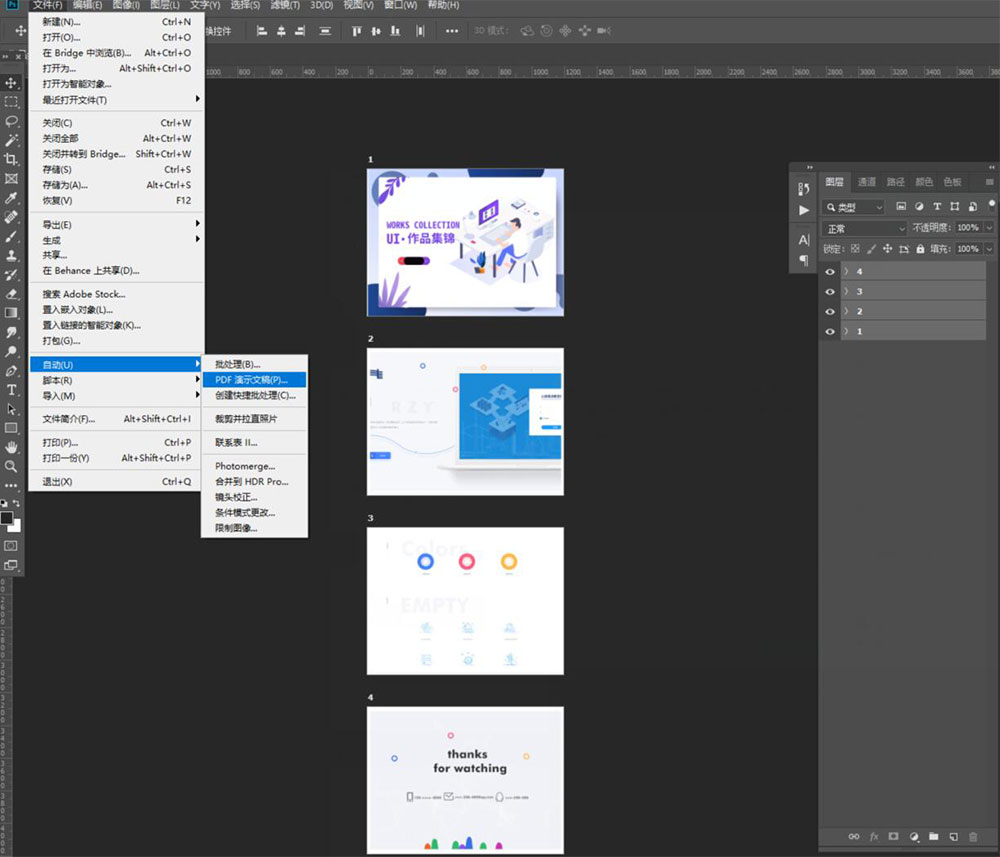 Ps 文件(F) 编辑(E) 图像(I) 图层(L) 文字(Y) 选择(S) 滤镜(T) 3D(D) 视图(V) 窗口(W) 帮助(H)
换控件 3D 模式:
新建(N)... Ctrl+N
打开(O)... Ctrl+O
在 Bridge 中浏览(B)... Alt+Ctrl+O
打开为... Alt+Shift+Ctrl+O
打开为智能对象...
最近打开文件(T)
关闭(C) Ctrl+W
关闭全部 Alt+Ctrl+W
关闭并转到 Bridge... Shift+Ctrl+W
存储(S) Ctrl+S
存储为(A)... Alt+Ctrl+S
恢复(V) F12
导出(E)
生成
共享...
在 Behance 上共享(D)...
搜索 Adobe Stock...
置入嵌入对象(L)...
置入链接的智能对象(K)...
打包(G)...
自动(U)
脚本(R)
导入(M)
文件简介(F)... Alt+Shift+Ctrl+I
打印(P)... Ctrl+P
打印一份(Y) Alt+Shift+Ctrl+P
退出(X) Ctrl+Q
批处理(B)...
PDF 演示文稿(P)...
创建快捷批处理(C)...
裁剪并拉直照片
联系表 II...
Photomerge...
合并到 HDR Pro...
镜头校正...
条件模式更改...
限制图像...
1000 800 600 400 200 0 200 400 600 800 1000 1200 1400 1600 1800 2000 2200 2400 2600 2800 3000 3200 3400 3600
1
WORKS COLLECTION
UI·作品集锦
2
RZY
3
Colors
EMPTY
4
thanks
for watching
图层 通道 路径 颜色 色板
类型
正常 不透明度: 100%
锁定: 填充: 100%
4
3
2
1